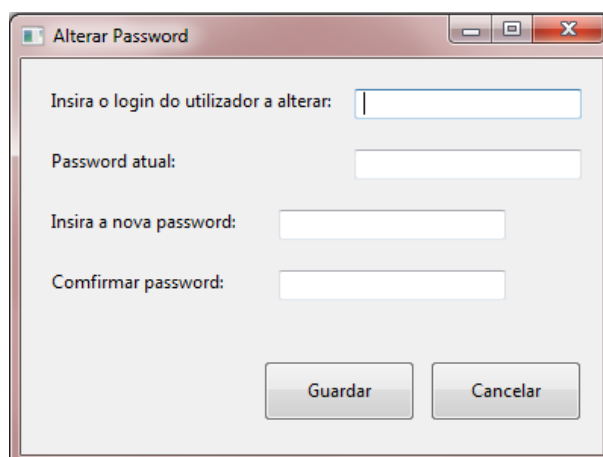 Alterar Password
Insira o login do utilizador a alterar:
Password atual:
Insira a nova password:
Comfirmar password:
Guardar Cancelar